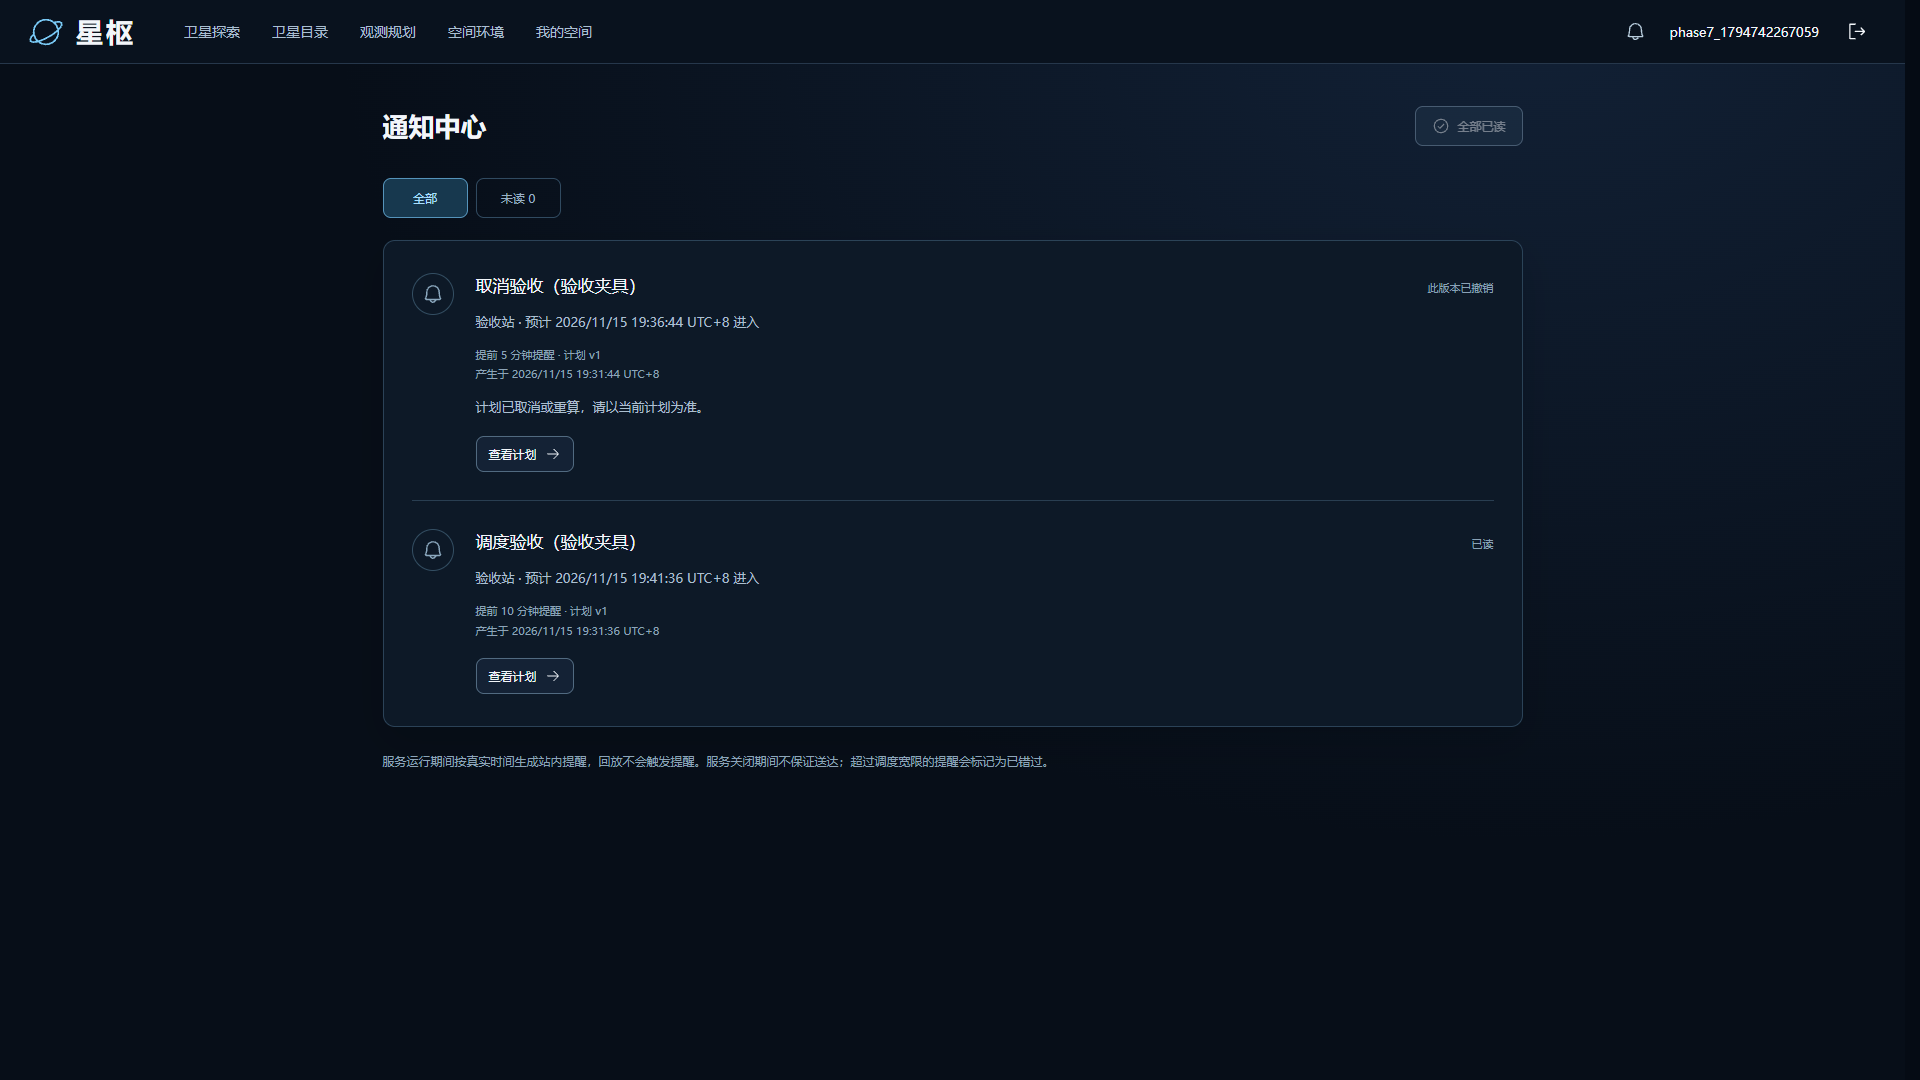 星枢
卫星探索 卫星目录 观测规划 空间环境 我的空间
phase7_1794742267059
通知中心
全部已读
全部
未读 0
取消验收（验收夹具）
此版本已撤销
验收站 · 预计 2026/11/15 19:36:44 UTC+8 进入
提前 5 分钟提醒 · 计划 v1
产生于 2026/11/15 19:31:44 UTC+8
计划已取消或重算，请以当前计划为准。
查看计划
调度验收（验收夹具）
已读
验收站 · 预计 2026/11/15 19:41:36 UTC+8 进入
提前 10 分钟提醒 · 计划 v1
产生于 2026/11/15 19:31:36 UTC+8
查看计划
服务运行期间按真实时间生成站内提醒，回放不会触发提醒。服务关闭期间不保证送达；超过调度宽限的提醒会标记为已错过。